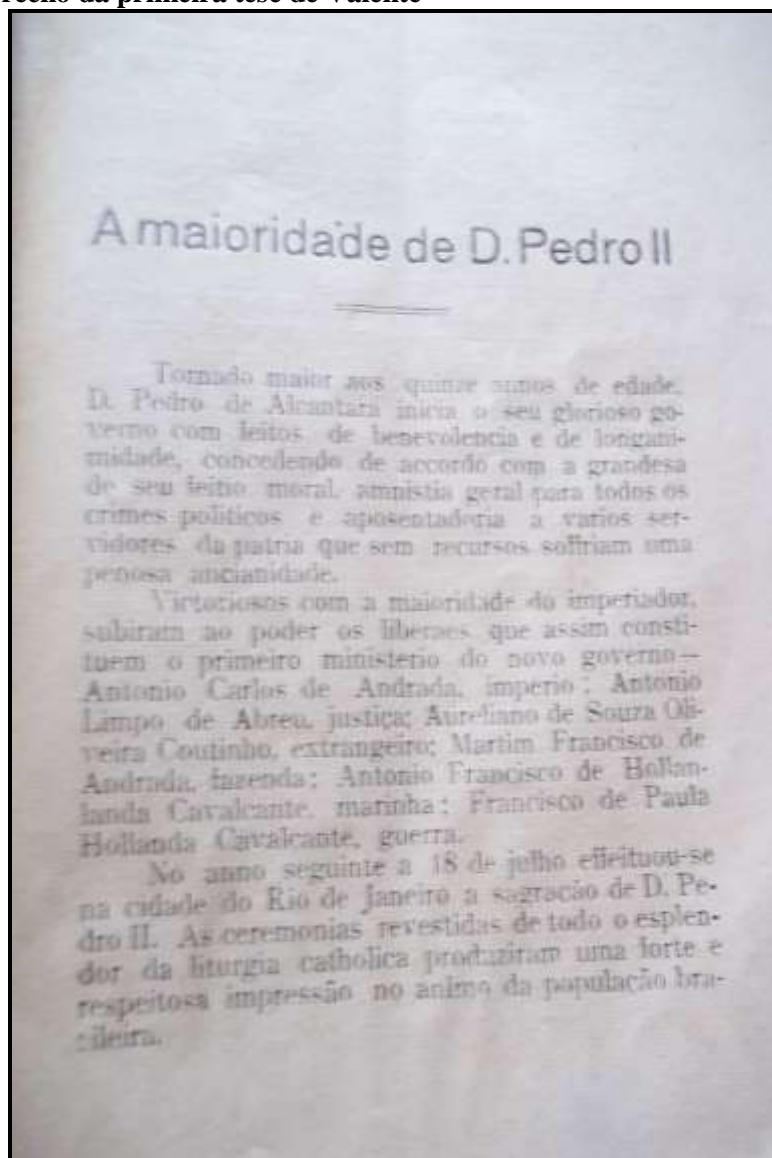 recho da primeira tese de Valente
A maioridade de D. Pedro II
Tornado maior aos quinze annos de edade,
D. Pedro de Alcantara inicia o seu glorioso go-
verno com feitos de benevolencia e de longani-
midade, concedendo de accordo com a grandesa
de seu feitio moral, amnistia geral para todos os
crimes politicos e aposentadoria a varios ser-
vidores da patria que sem recursos soffriam uma
penosa ancianidade.
Victoriosos com a maioridade do imperiador,
subiram ao poder os liberaes que assim consti-
tuem o primeiro ministerio do novo governo—
Antonio Carlos de Andrada, imperio; Antonio
Limpo de Abreu, justiça; Aureliano de Souza Oli-
veira Coutinho, extrangeiro; Martim Francisco de
Andrada, fazenda; Antonio Francisco de Hollan-
landa Cavalcante, marinha; Francisco de Paula
Hollanda Cavalcante, guerra.
No anno seguinte a 18 de julho effeituou-se
na cidade do Rio de Janeiro a sagração de D. Pe-
dro II. As ceremonias revestidas de todo o esplen-
dor da liturgia catholica produziram uma forte e
respeitosa impressão no animo da população bra-
sileira.